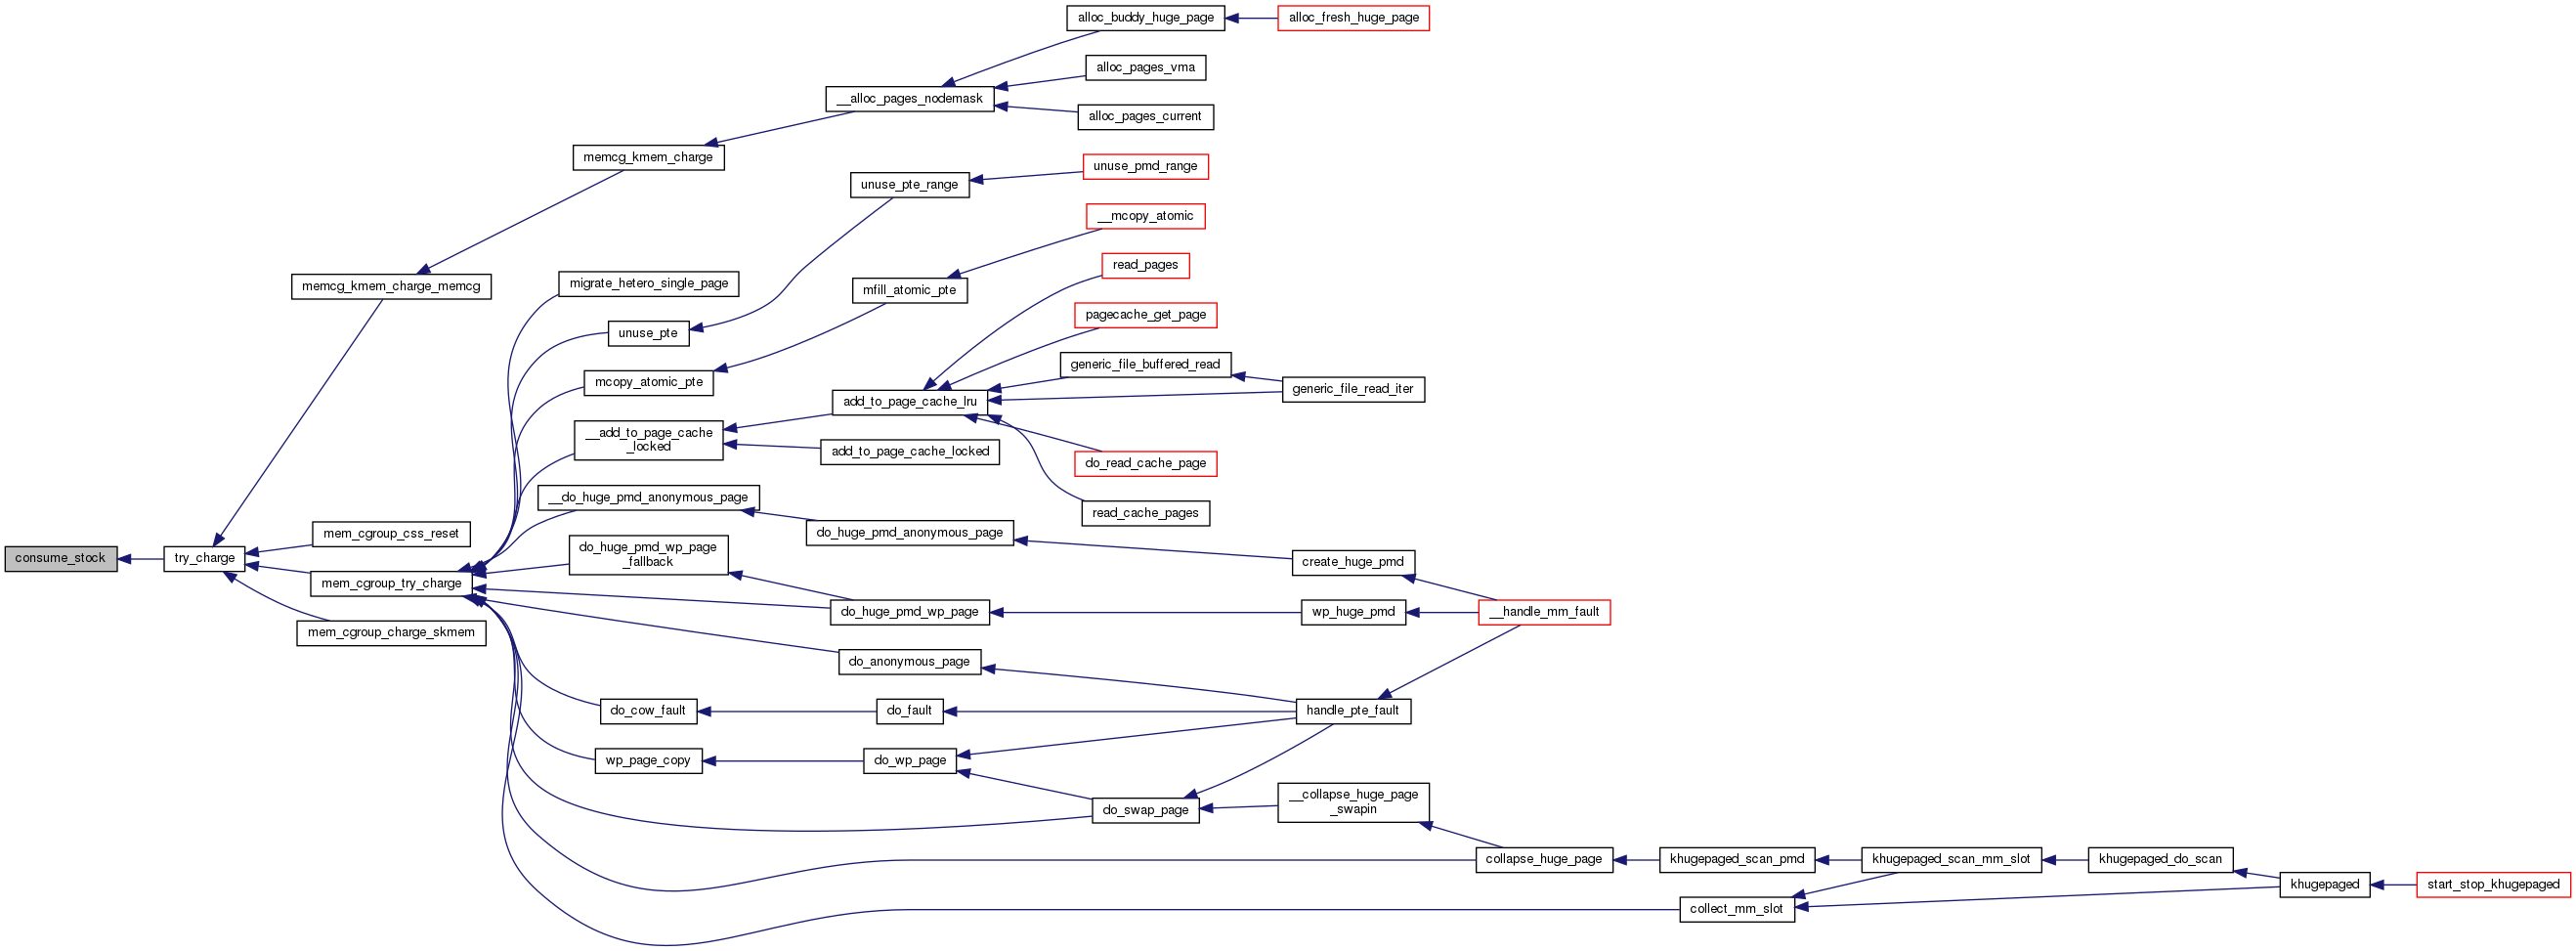 alloc_buddy_huge_page
alloc_fresh_huge_page
alloc_pages_vma
__alloc_pages_nodemask
alloc_pages_current
memcg_kmem_charge
unuse_pmd_range
unuse_pte_range
__mcopy_atomic
read_pages
memcg_kmem_charge_memcg
migrate_hetero_single_page
mfill_atomic_pte
pagecache_get_page
unuse_pte
generic_file_buffered_read
mcopy_atomic_pte
generic_file_read_iter
add_to_page_cache_lru
__add_to_page_cache
_locked
add_to_page_cache_locked
do_read_cache_page
__do_huge_pmd_anonymous_page
read_cache_pages
mem_cgroup_css_reset
do_huge_pmd_anonymous_page
consume_stock
try_charge
do_huge_pmd_wp_page
_fallback
create_huge_pmd
mem_cgroup_try_charge
do_huge_pmd_wp_page
wp_huge_pmd
__handle_mm_fault
mem_cgroup_charge_skmem
do_anonymous_page
do_cow_fault
do_fault
handle_pte_fault
wp_page_copy
do_wp_page
do_swap_page
__collapse_huge_page
_swapin
collapse_huge_page
khugepaged_scan_pmd
khugepaged_scan_mm_slot
khugepaged_do_scan
khugepaged
start_stop_khugepaged
collect_mm_slot